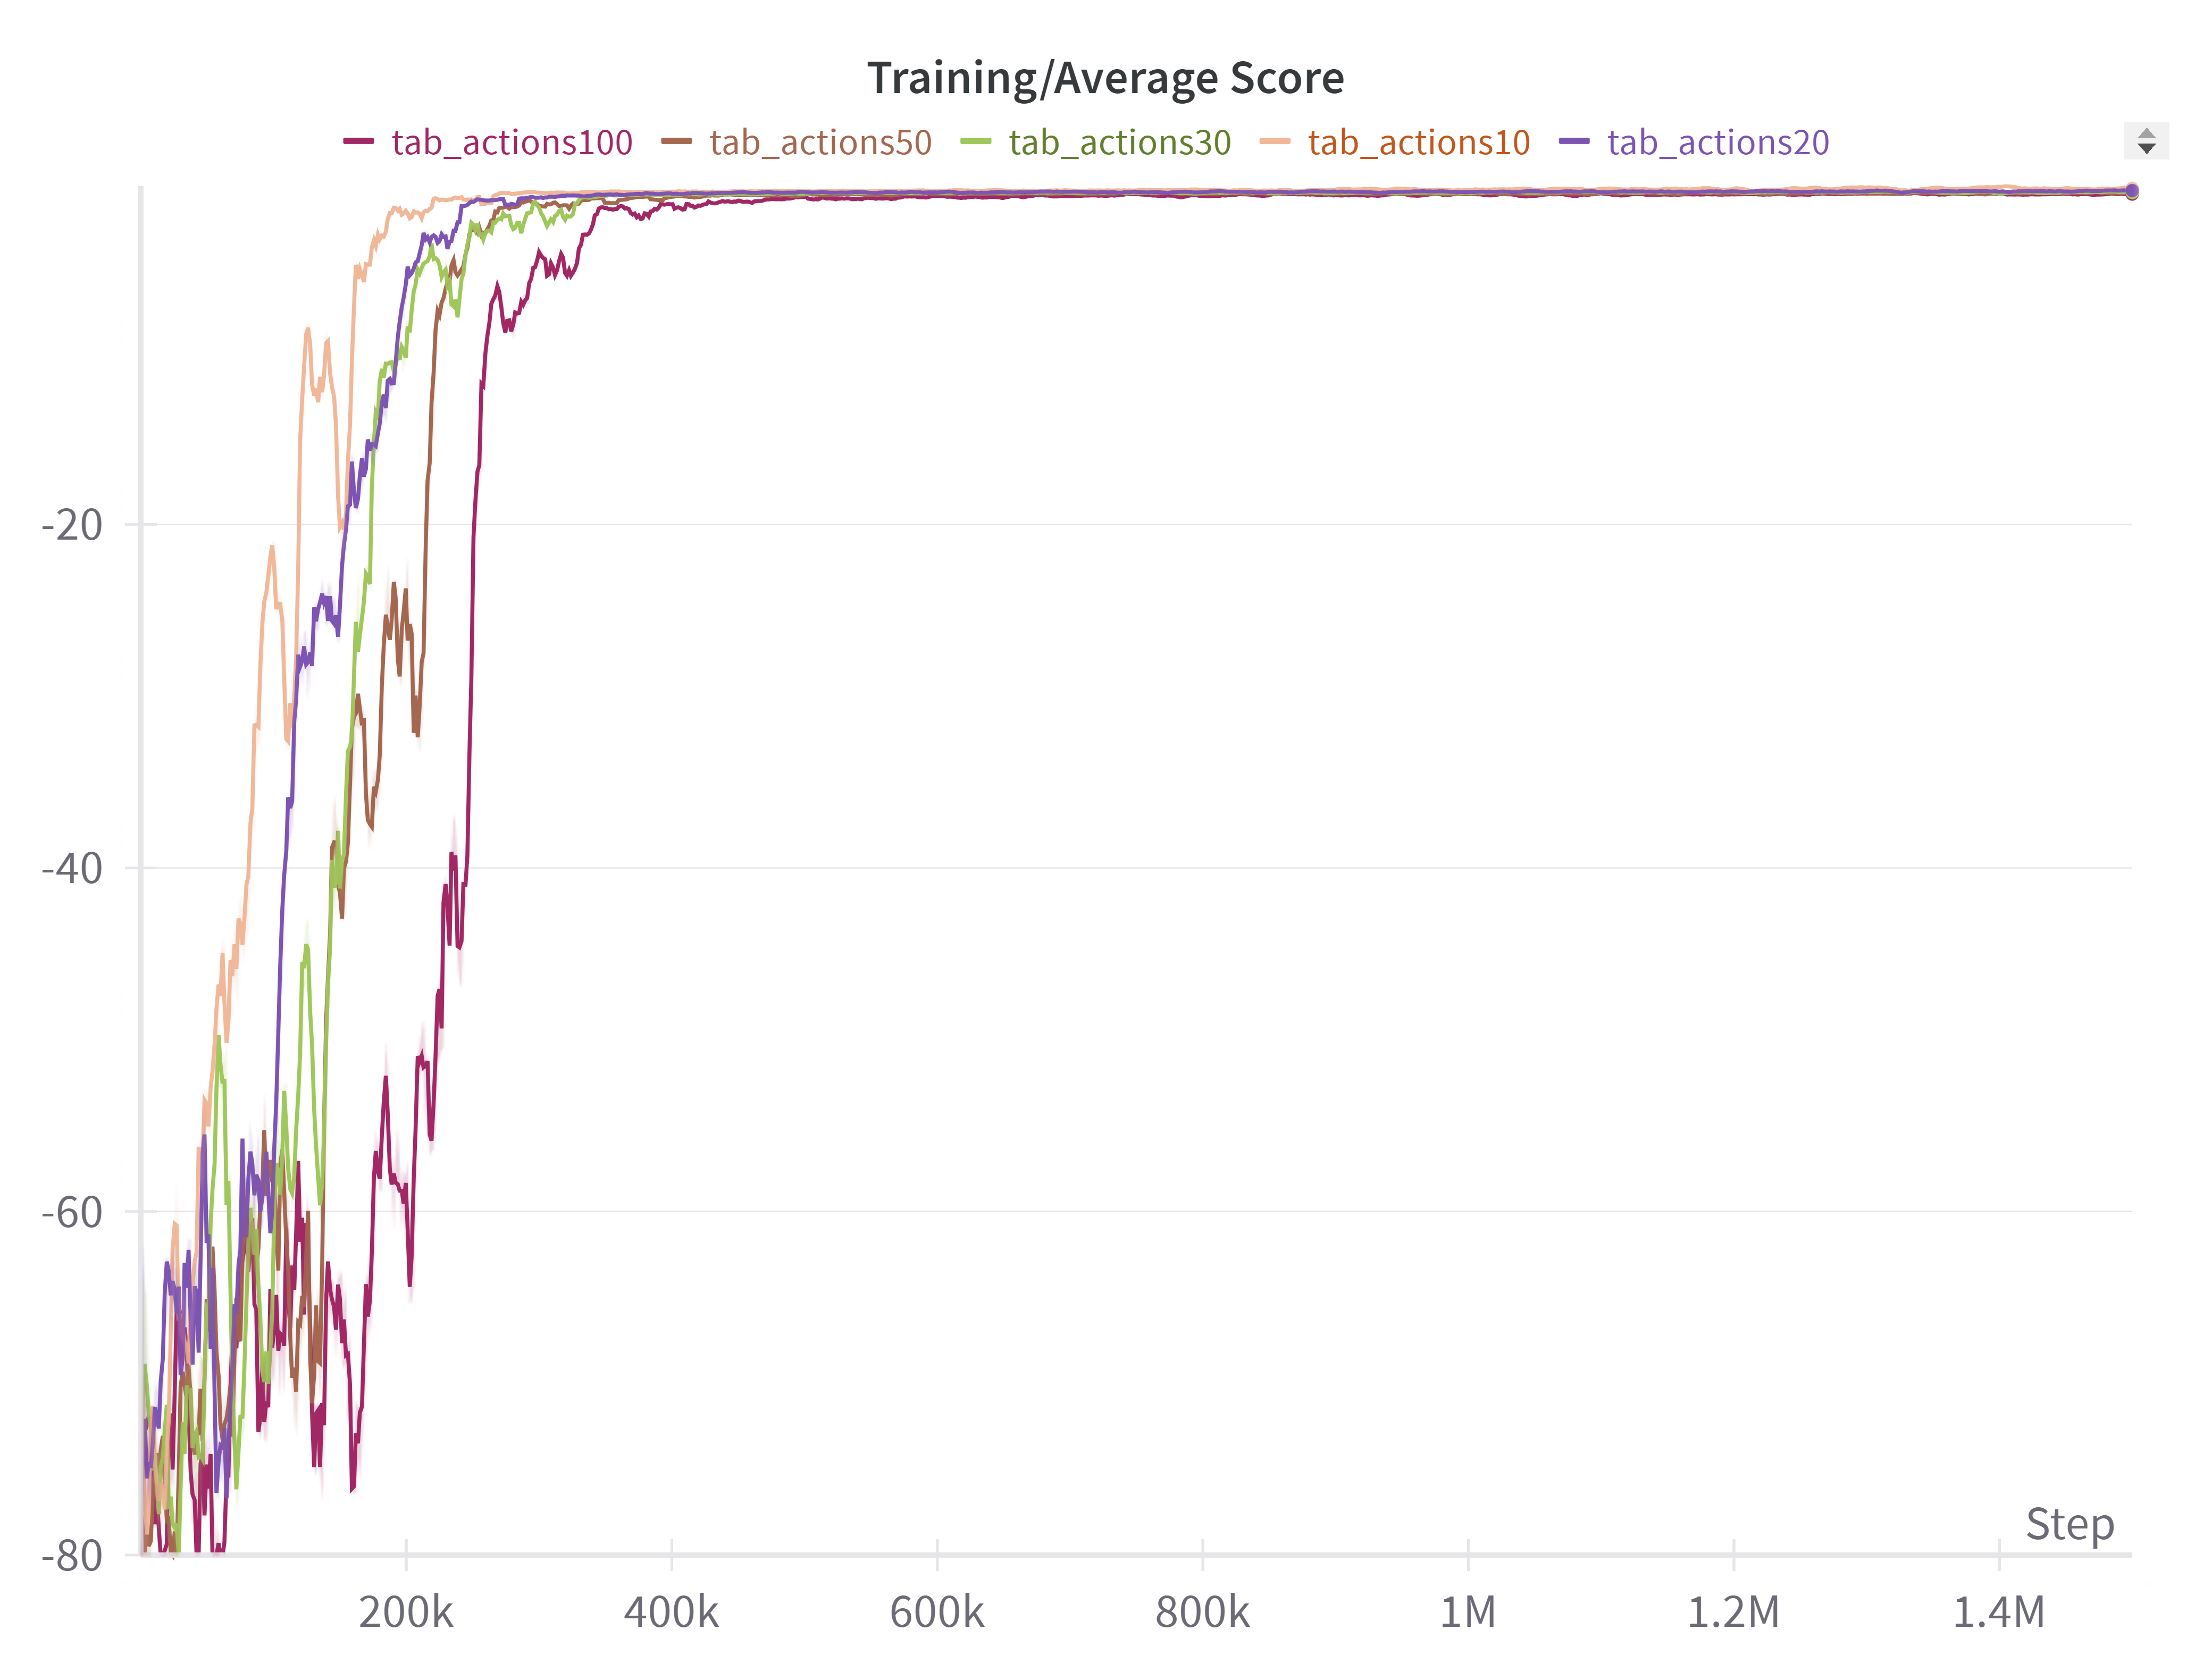 Training/Average Score
tab_actions100 tab_actions50 tab_actions30 tab_actions10 tab_actions20
-20
-40
-60
-80
Step
200k 400k 600k 800k 1M 1.2M 1.4M